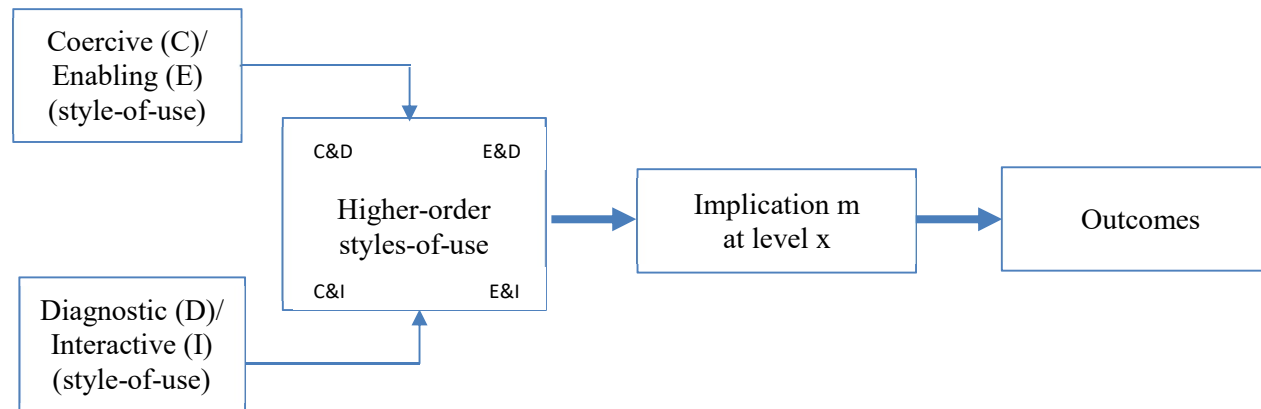 Coercive (C)/
Enabling (E)
(style-of-use)
C&D E&D
Higher-order
styles-of-use
C&I E&I
Diagnostic (D)/
Interactive (I)
(style-of-use)
Implication m
at level x
Outcomes